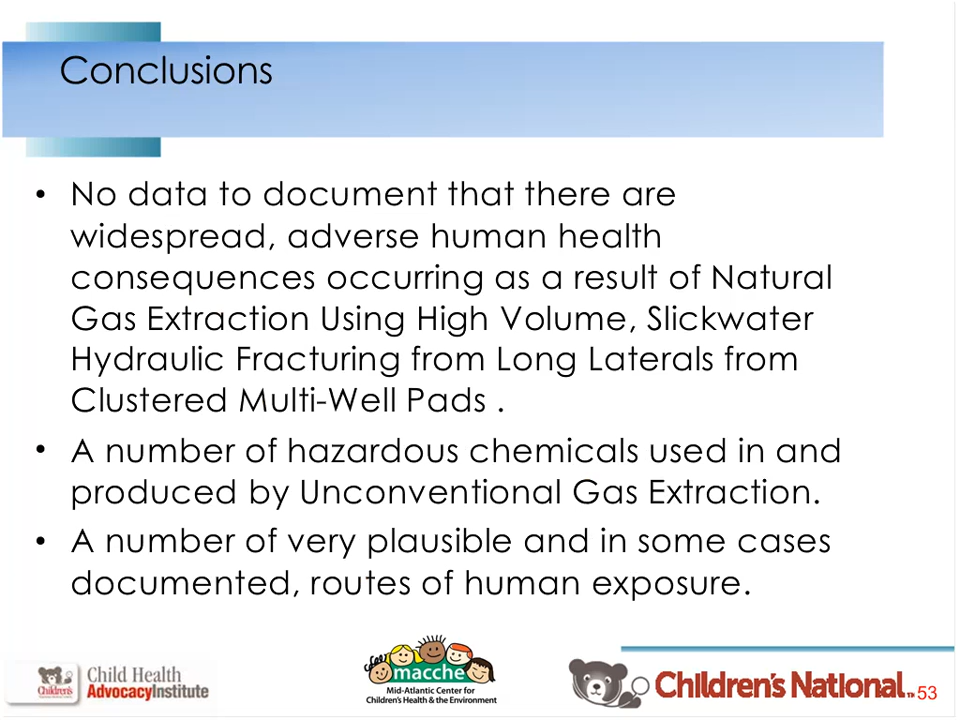 Conclusions
• No data to document that there are
widespread, adverse human health
consequences occurring as a result of Natural
Gas Extraction Using High Volume, Slickwater
Hydraulic Fracturing from Long Laterals from
Clustered Multi-Well Pads .
• A number of hazardous chemicals used in and
produced by Unconventional Gas Extraction.
• A number of very plausible and in some cases
documented, routes of human exposure.
Children's
Child Health
AdvocacyInstitute
macche
Mid-Atlantic Center for
Children's Health & the Environment
Children's National™
53